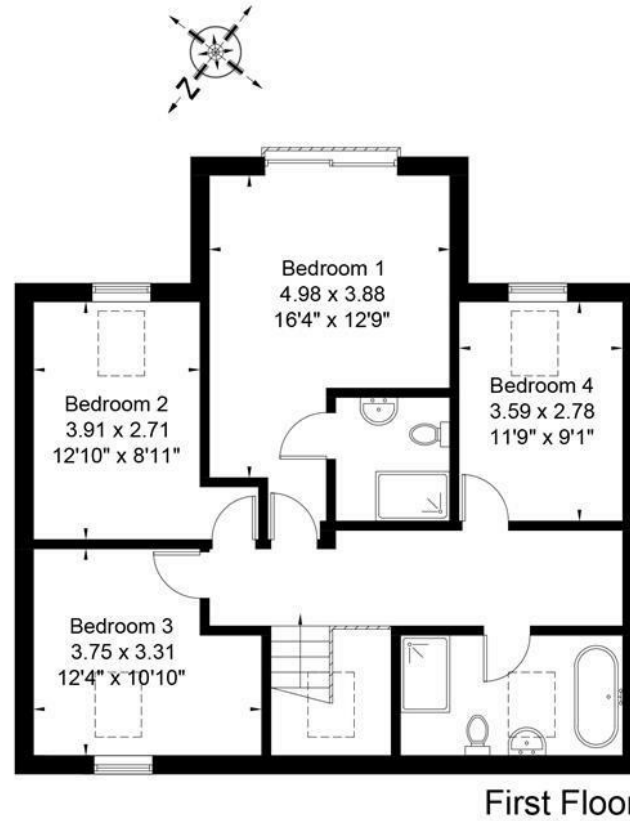 Z
Bedroom 1
4.98 x 3.88
16'4" x 12'9"
Bedroom 2
3.91 x 2.71
12'10" x 8'11"
Bedroom 4
3.59 x 2.78
11'9" x 9'1"
Bedroom 3
3.75 x 3.31
12'4" x 10'10"
First Floor